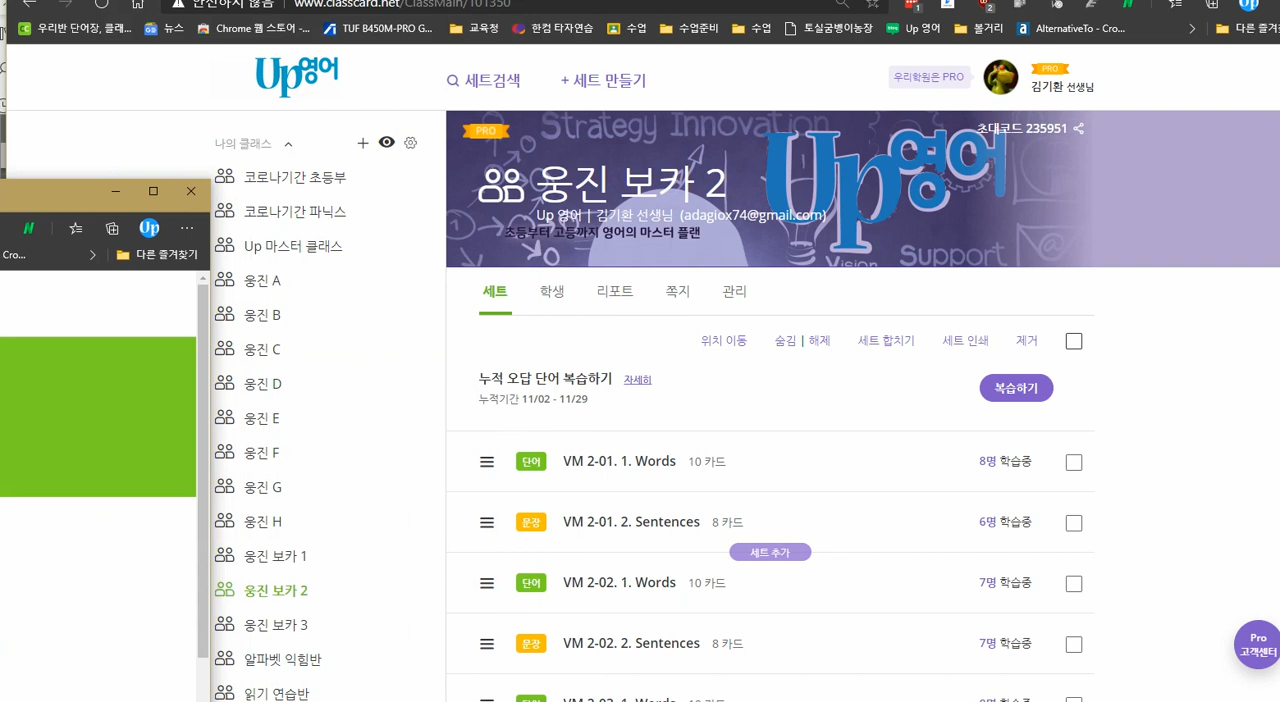 안전하지 않음 | www.classcard.net/ClassMain/101350
우리반 단어장, 클래... 뉴스 Chrome 웹 스토어 -... TUF B450M-PRO G... 교육청 한컴 타자연습 수업 수업준비 수업 토실굼벵이농장 Up 영어 볼거리 AlternativeTo - Cro... 다른 즐겨
Up영어
세트검색
+ 세트 만들기
우리학원은 PRO
PRO
김기환 선생님
나의 클래스
코로나기간 초등부
코로나기간 파닉스
Up 마스터 클래스
웅진 A
웅진 B
웅진 C
웅진 D
웅진 E
웅진 F
웅진 G
웅진 H
웅진 보카 1
웅진 보카 2
웅진 보카 3
알파벳 익힘반
읽기 연습반
Up
Cro...
다른 즐겨찾기
PRO
Strategy Innovation
초대코드 235951
웅진 보카 2
Up영어
Up 영어 | 김기환 선생님 (adagiox74@gmail.com)
초등부터 고등까지 영어의 마스터 플랜
Vision
Support
세트 학생 리포트 쪽지 관리
위치 이동 숨김 | 해제 세트 합치기 세트 인쇄 제거
누적 오답 단어 복습하기 자세히
누적기간 11/02 - 11/29
복습하기
단어 VM 2-01. 1. Words 10 카드 8명 학습중
문장 VM 2-01. 2. Sentences 8 카드 6명 학습중
세트 추가
단어 VM 2-02. 1. Words 10 카드 7명 학습중
문장 VM 2-02. 2. Sentences 8 카드 7명 학습중
Pro
고객센터